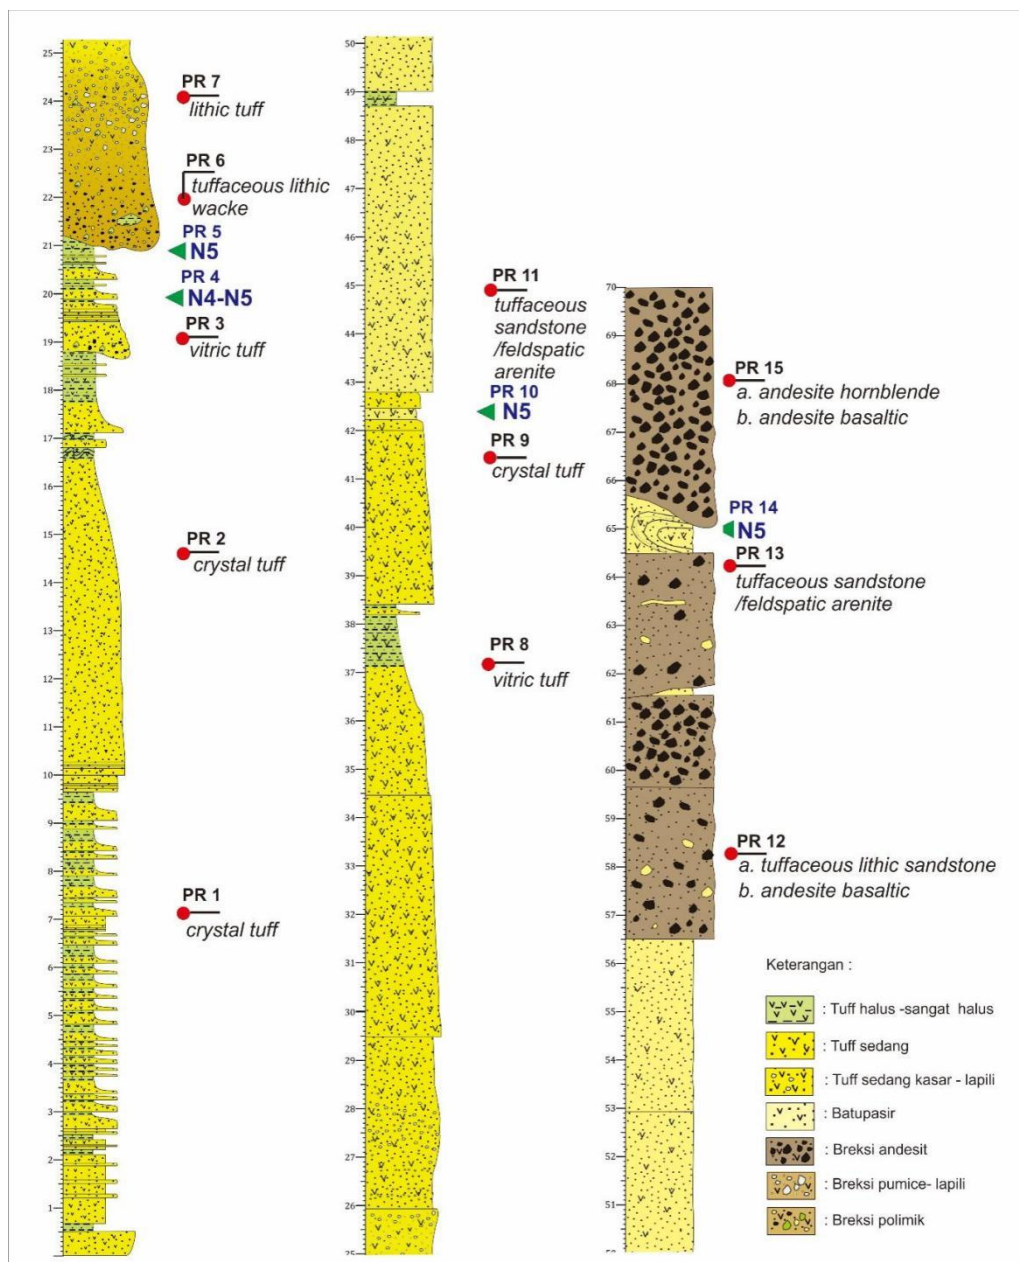 25
24
23
22
21
20
19
18
17
16
15
14
13
12
11
10
9
8
7
6
5
4
3
2
1
PR 7
lithic tuff
PR 6
tuffaceous lithic
wacke
PR 5
N5
PR 4
N4-N5
PR 3
vitric tuff
PR 2
crystal tuff
PR 1
crystal tuff
50
49
48
47
46
45
44
43
42
41
40
39
38
37
36
35
34
33
32
31
30
29
28
27
26
25
PR 11
tuffaceous
sandstone
/feldspatic
arenite
PR 10
N5
PR 9
crystal tuff
PR 8
vitric tuff
70
69
68
67
66
65
64
63
62
61
60
59
58
57
56
55
54
53
52
51
50
PR 15
a. andesite hornblende
b. andesite basaltic
PR 14
N5
PR 13
tuffaceous sandstone
/feldspatic arenite
PR 12
a. tuffaceous lithic sandstone
b. andesite basaltic
Keterangan :
: Tuff halus -sangat halus
: Tuff sedang
: Tuff sedang kasar - lapili
: Batupasir
: Breksi andesit
: Breksi pumice- lapili
: Breksi polimik